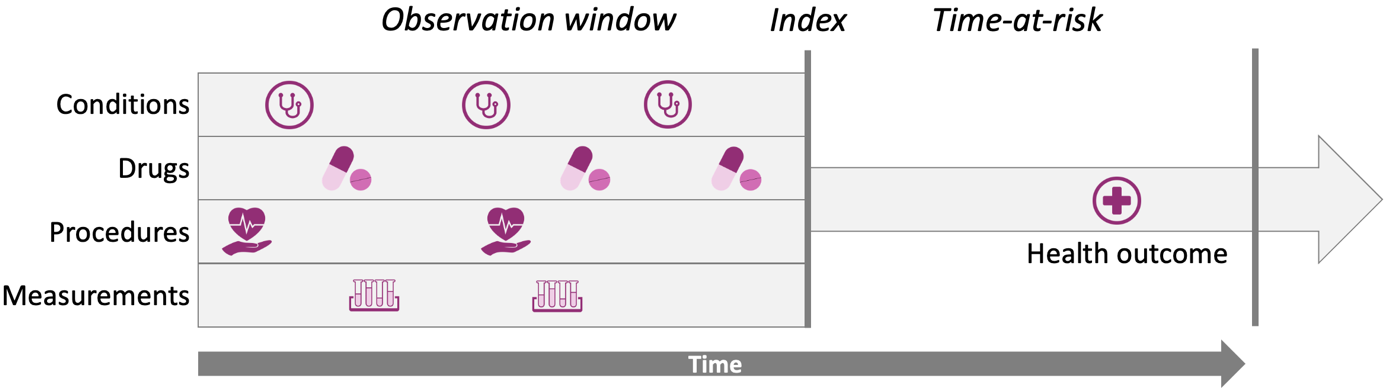 Observation window
Index
Time-at-risk
Conditions
Drugs
Procedures
Measurements
Health outcome
Time